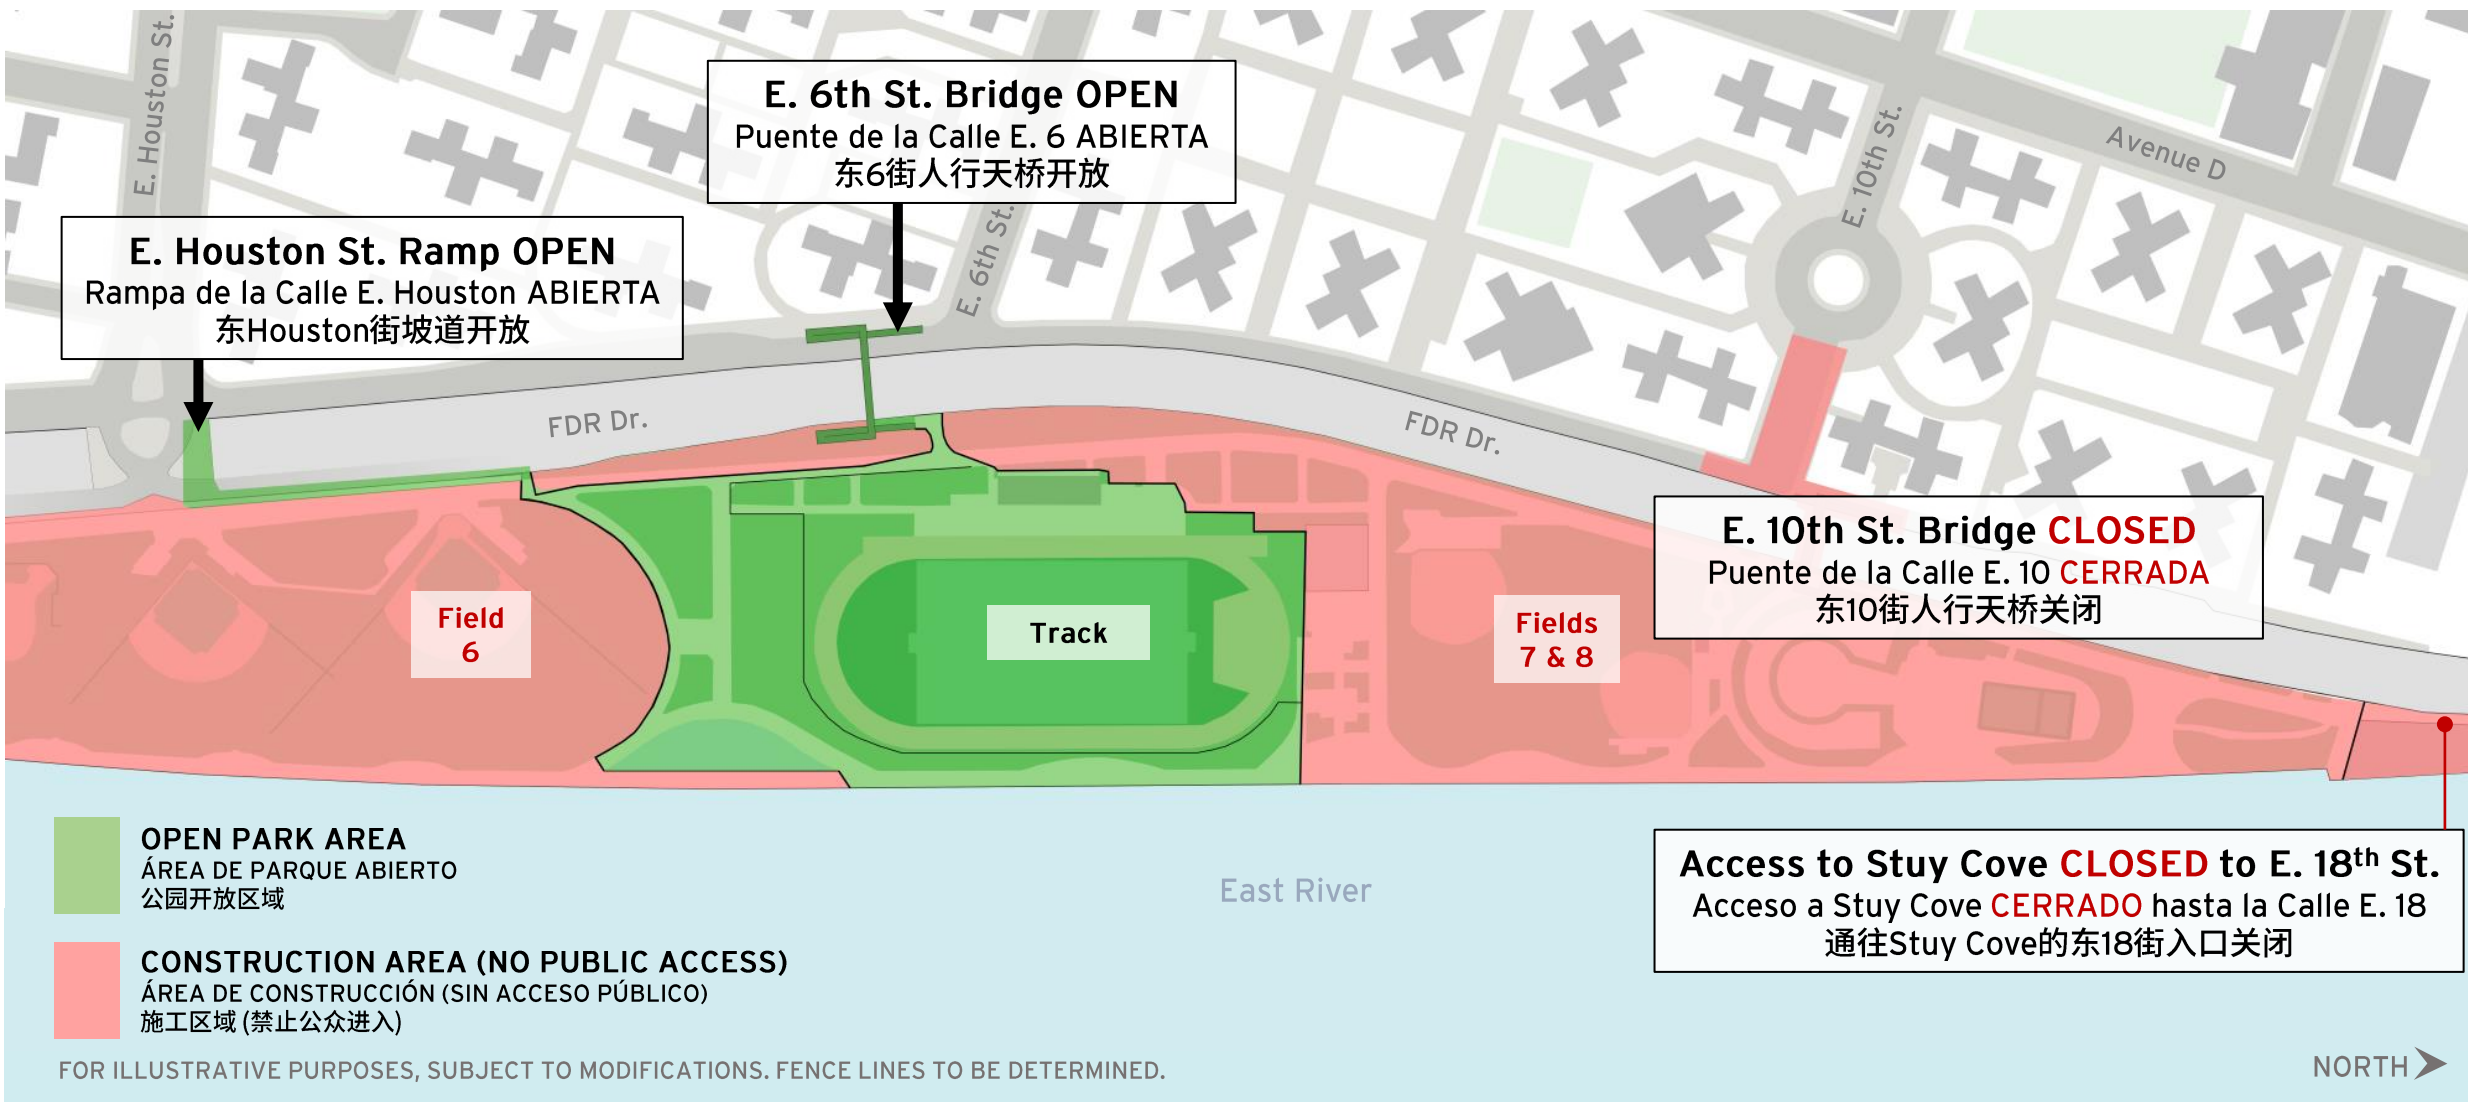 E. Houston St.
E. 6th St. Bridge OPEN
Puente de la Calle E. 6 ABIERTA
东6街人行天桥开放
E. 10th St.
Avenue D
E. Houston St. Ramp OPEN
Rampa de la Calle E. Houston ABIERTA
东Houston街坡道开放
E. 6th St.
FDR Dr.
FDR Dr.
E. 10th St. Bridge CLOSED
Puente de la Calle E. 10 CERRADA
东10街人行天桥关闭
Field
6
Track
Fields
7 & 8
OPEN PARK AREA
ÁREA DE PARQUE ABIERTO
公园开放区域
East River
Access to Stuy Cove CLOSED to E. 18th St.
Acceso a Stuy Cove CERRADO hasta la Calle E. 18
通往Stuy Cove的东18街入口关闭
CONSTRUCTION AREA (NO PUBLIC ACCESS)
ÁREA DE CONSTRUCCIÓN (SIN ACCESO PÚBLICO)
施工区域 (禁止公众进入)
FOR ILLUSTRATIVE PURPOSES, SUBJECT TO MODIFICATIONS. FENCE LINES TO BE DETERMINED.
NORTH